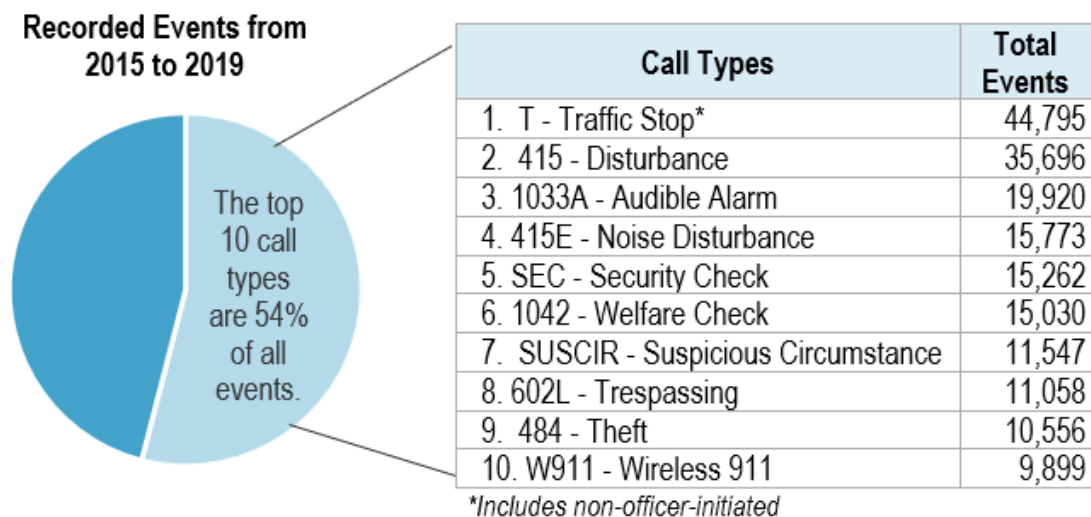 Recorded Events from
2015 to 2019
The top
10 call
types
are 54%
of all
events.
Call Types Total Events
1. T - Traffic Stop* 44,795
2. 415 - Disturbance 35,696
3. 1033A - Audible Alarm 19,920
4. 415E - Noise Disturbance 15,773
5. SEC - Security Check 15,262
6. 1042 - Welfare Check 15,030
7. SUSCIR - Suspicious Circumstance 11,547
8. 602L - Trespassing 11,058
9. 484 - Theft 10,556
10. W911 - Wireless 911 9,899
*Includes non-officer-initiated